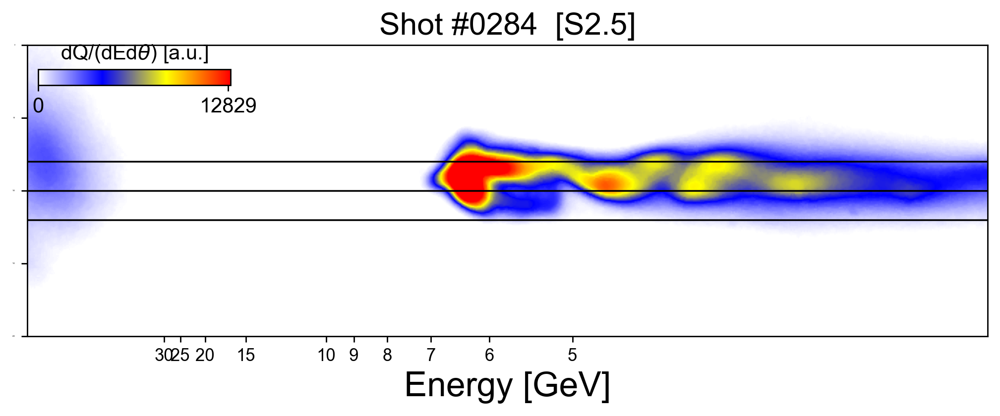 Shot #0284 [S2.5]
dQ/(dEdθ) [a.u.]
0 12829
30 25 20 15 10 9 8 7 6 5
Energy [GeV]